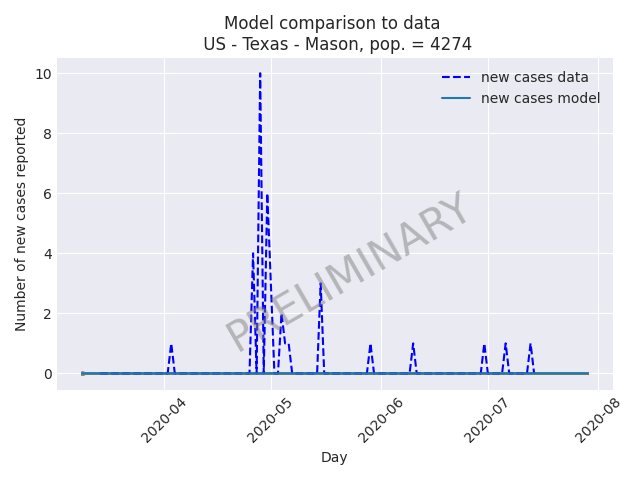 Model comparison to data
US - Texas - Mason, pop. = 4274
new cases data
new cases model
Number of new cases reported
10
8
6
4
2
0
PRELIMINARY
2020-04
2020-05
2020-06
2020-07
2020-08
Day